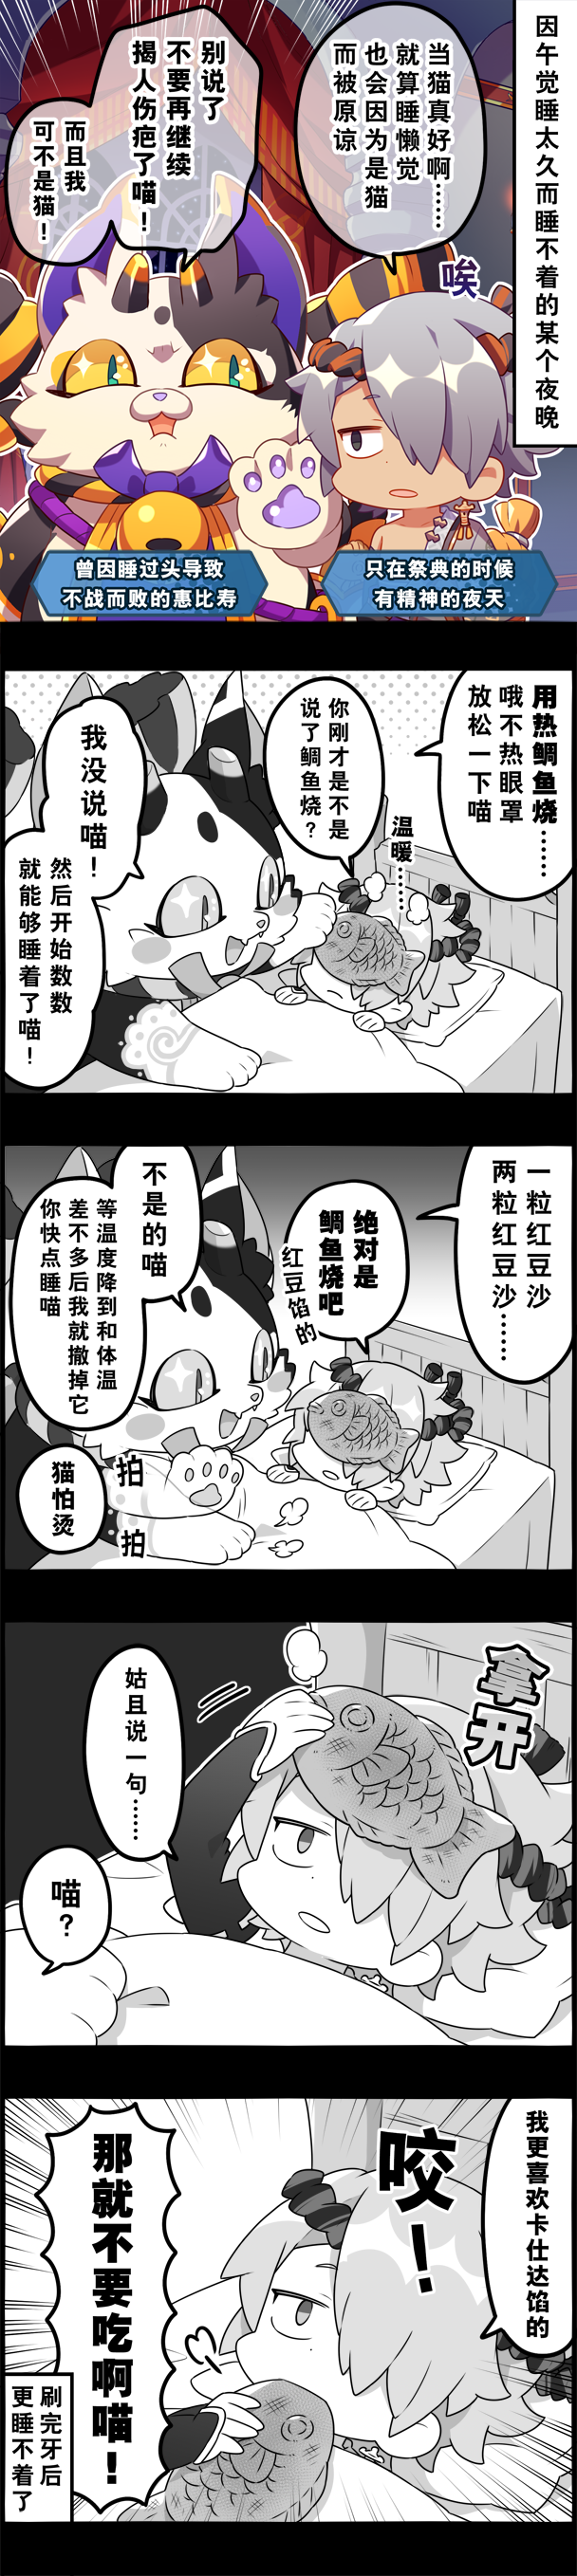 因午觉睡太久而睡不着的某个夜晚
当猫真好啊……
就算睡懒觉
也会因为是猫
而被原谅
唉
别说了
不要再继续
揭人伤疤了喵！
而且我
可不是猫！
只在祭典的时候
有精神的夜天
曾因睡过头导致
不战而败的惠比寿
用热鲷鱼烧……
哦不热眼罩
放松一下喵
温暖……
你刚才是不是
说了鲷鱼烧？
我没说喵！
然后开始数数
就能够睡着了喵！
一粒红豆沙
两粒红豆沙……
绝对是
鲷鱼烧吧
红豆馅的
不是的喵
等温度降到和体温
差不多后我就撤掉它
你快点睡喵
猫怕烫
拍
拍
拿开
姑且说一句……
喵？
我更喜欢卡仕达馅的
咬！
那就不要吃啊喵！
刷完牙后
更睡不着了